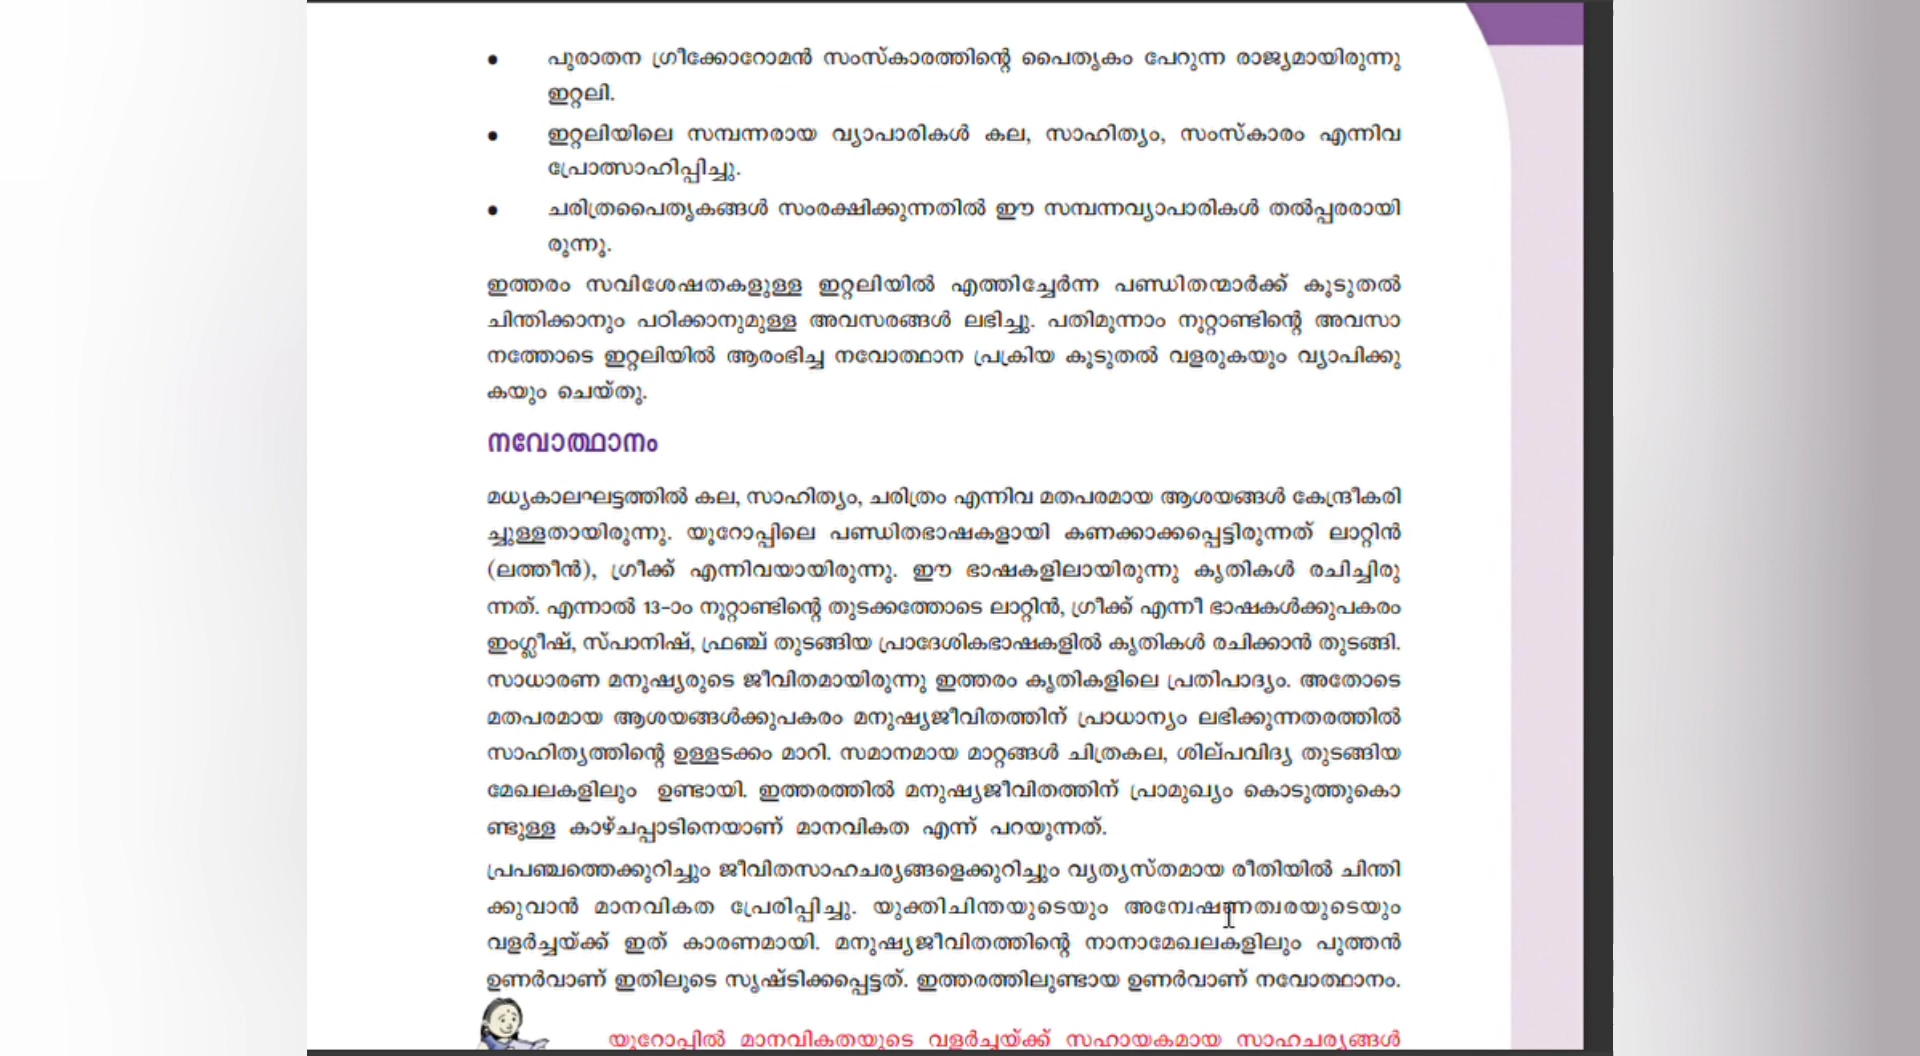 • പുരാതന ഗ്രീക്കോറോമൻ സംസ്കാരത്തിന്റെ പൈതൃകം പേറുന്ന രാജ്യമായിരുന്നു
ഇറ്റലി.
• ഇറ്റലിയിലെ സമ്പന്നരായ വ്യാപാരികൾ കല, സാഹിത്യം, സംസ്കാരം എന്നിവ
പ്രോത്സാഹിപ്പിച്ചു.
• ചരിത്രപൈതൃകങ്ങൾ സംരക്ഷിക്കുന്നതിൽ ഈ സമ്പന്നവ്യാപാരികൾ തൽപ്പരരായി
രുന്നു.
ഇത്തരം സവിശേഷതകളുള്ള ഇറ്റലിയിൽ എത്തിച്ചേർന്ന പണ്ഡിതന്മാർക്ക് കൂടുതൽ
ചിന്തിക്കാനും പഠിക്കാനുമുള്ള അവസരങ്ങൾ ലഭിച്ചു. പതിമൂന്നാം നൂറ്റാണ്ടിന്റെ അവസാ
നത്തോടെ ഇറ്റലിയിൽ ആരംഭിച്ച നവോത്ഥാന പ്രക്രിയ കൂടുതൽ വളരുകയും വ്യാപിക്കു
കയും ചെയ്തു.
നവോത്ഥാനം
മധ്യകാലഘട്ടത്തിൽ കല, സാഹിത്യം, ചരിത്രം എന്നിവ മതപരമായ ആശയങ്ങൾ കേന്ദ്രീകരി
ച്ചുള്ളതായിരുന്നു. യൂറോപ്പിലെ പണ്ഡിതഭാഷകളായി കണക്കാക്കപ്പെട്ടിരുന്നത് ലാറ്റിൻ
(ലത്തീൻ), ഗ്രീക്ക് എന്നിവയായിരുന്നു. ഈ ഭാഷകളിലായിരുന്നു കൃതികൾ രചിച്ചിരു
ന്നത്. എന്നാൽ 13-ാം നൂറ്റാണ്ടിന്റെ തുടക്കത്തോടെ ലാറ്റിൻ, ഗ്രീക്ക് എന്നീ ഭാഷകൾക്കുപകരം
ഇംഗ്ലീഷ്, സ്പാനിഷ്, ഫ്രഞ്ച് തുടങ്ങിയ പ്രാദേശികഭാഷകളിൽ കൃതികൾ രചിക്കാൻ തുടങ്ങി.
സാധാരണ മനുഷ്യരുടെ ജീവിതമായിരുന്നു ഇത്തരം കൃതികളിലെ പ്രതിപാദ്യം. അതോടെ
മതപരമായ ആശയങ്ങൾക്കുപകരം മനുഷ്യജീവിതത്തിന് പ്രാധാന്യം ലഭിക്കുന്നതരത്തിൽ
സാഹിത്യത്തിന്റെ ഉള്ളടക്കം മാറി. സമാനമായ മാറ്റങ്ങൾ ചിത്രകല, ശില്പവിദ്യ തുടങ്ങിയ
മേഖലകളിലും ഉണ്ടായി. ഇത്തരത്തിൽ മനുഷ്യജീവിതത്തിന് പ്രാമുഖ്യം കൊടുത്തുകൊ
ണ്ടുള്ള കാഴ്ചപ്പാടിനെയാണ് മാനവികത എന്ന് പറയുന്നത്.
പ്രപഞ്ചത്തെക്കുറിച്ചും ജീവിതസാഹചര്യങ്ങളെക്കുറിച്ചും വ്യത്യസ്തമായ രീതിയിൽ ചിന്തി
ക്കുവാൻ മാനവികത പ്രേരിപ്പിച്ചു. യുക്തിചിന്തയുടെയും അന്വേഷണത്വരയുടെയും
വളർച്ചയ്ക്ക് ഇത് കാരണമായി. മനുഷ്യജീവിതത്തിന്റെ നാനാമേഖലകളിലും പുത്തൻ
ഉണർവാണ് ഇതിലൂടെ സൃഷ്ടിക്കപ്പെട്ടത്. ഇത്തരത്തിലുണ്ടായ ഉണർവാണ് നവോത്ഥാനം.
യൂറോപ്പിൽ മാനവികതയുടെ വളർച്ചയ്ക്ക് സഹായകമായ സാഹചര്യങ്ങൾ